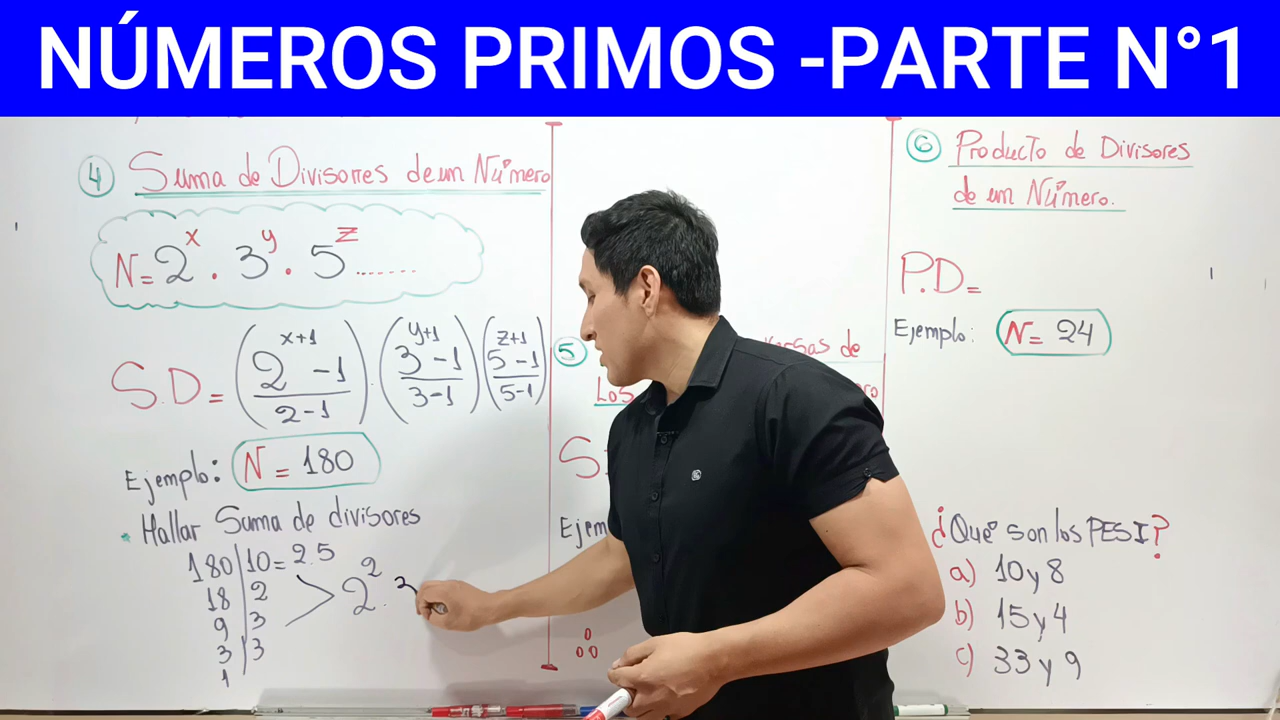 NÚMEROS PRIMOS -PARTE N°1
④ Suma de Divisores de un Número
N = 2^x . 3^y . 5^z .......
S.D = (2^(x+1) - 1 / 2-1) . (3^(y+1) - 1 / 3-1) (5^(z+1) - 1 / 5-1)
Ejemplo: N = 180
• Hallar Suma de divisores
180 | 10 = 2.5
18 | 2
9 | 3
3 | 3
1
> 2^2 . 3
⑤
de
Los
Ejem
⑥ Producto de Divisores
de un Número.
P.D =
Ejemplo: N = 24
¿Qué son los PESI?
a) 10 y 8
b) 15 y 4
c) 33 y 9